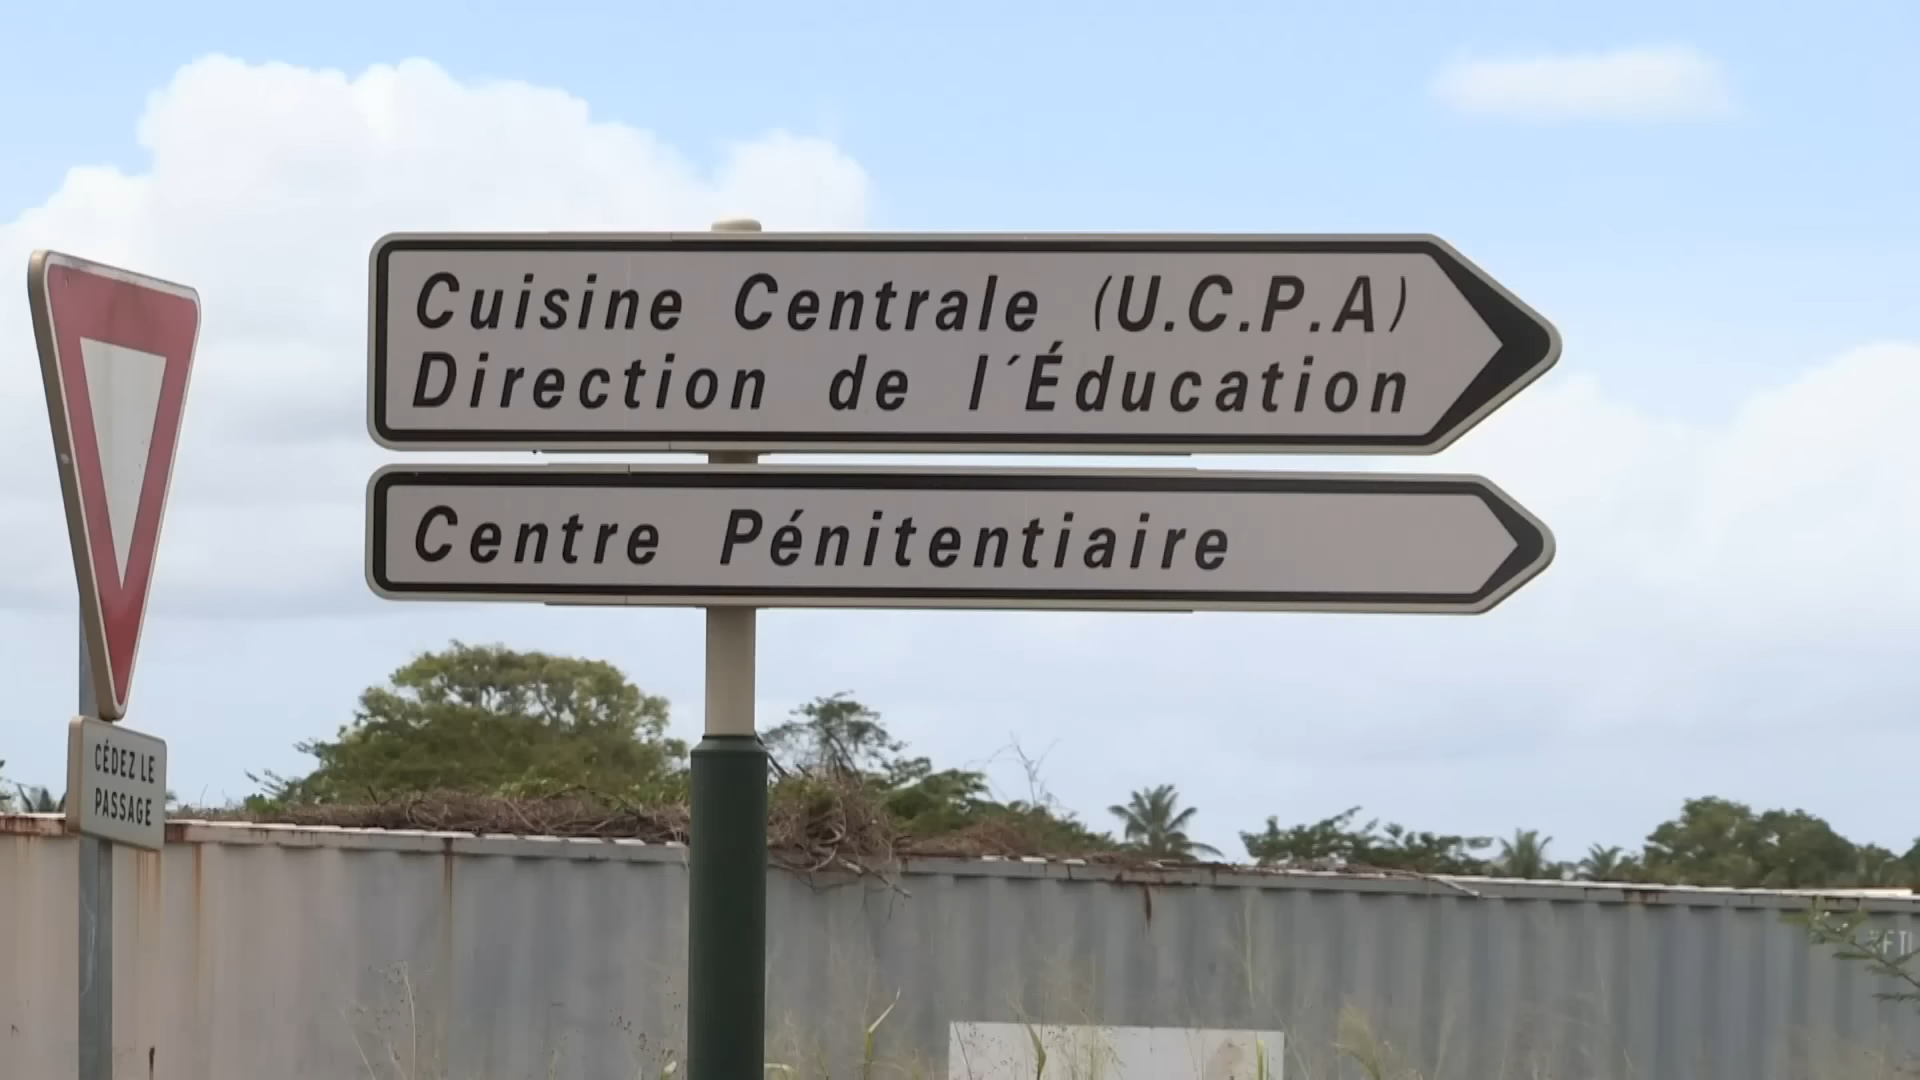 Cuisine Centrale (U.C.P.A)
Direction de l´Éducation
Centre Pénitentiaire
CÉDEZ LE
PASSAGE